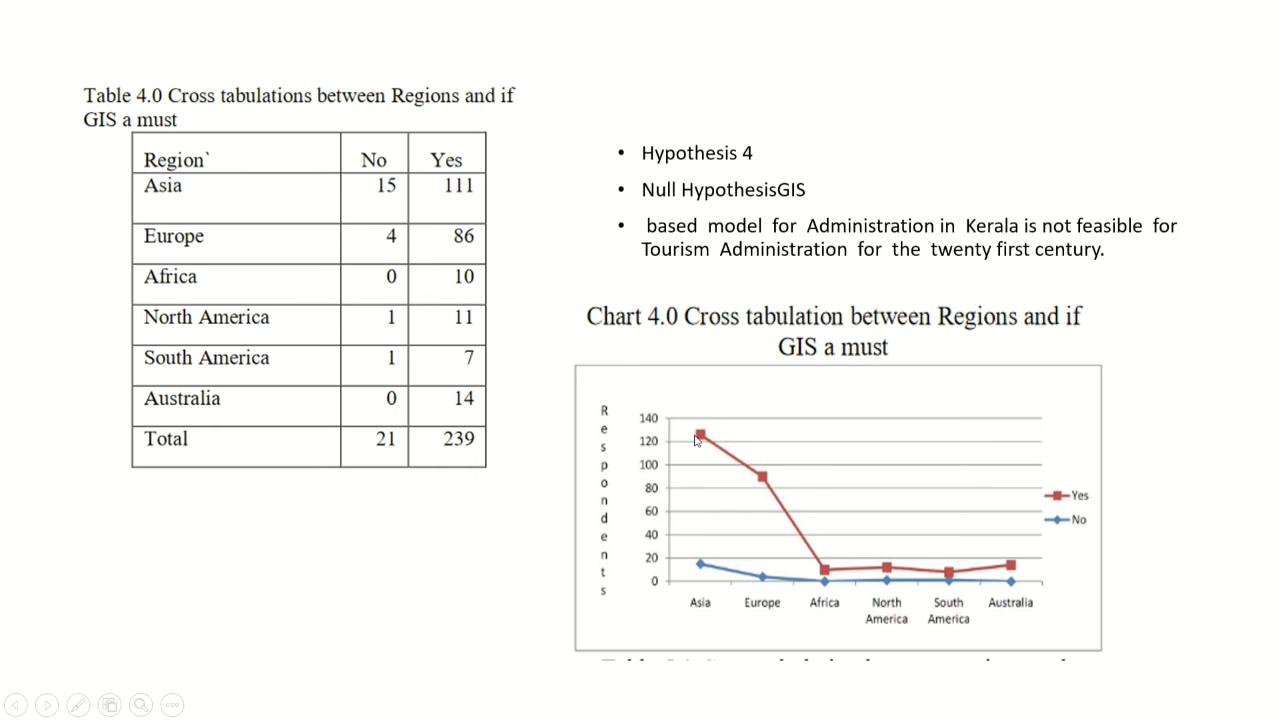 Table 4.0 Cross tabulations between Regions and if
GIS a must
Region` No Yes
Asia 15 111
Europe 4 86
Africa 0 10
North America 1 11
South America 1 7
Australia 0 14
Total 21 239
• Hypothesis 4
• Null HypothesisGIS
• based model for Administration in Kerala is not feasible for
Tourism Administration for the twenty first century.
Chart 4.0 Cross tabulation between Regions and if
GIS a must
Respondents
140
120
100
80
60
40
20
0
Asia Europe Africa North America South America Australia
Yes
No